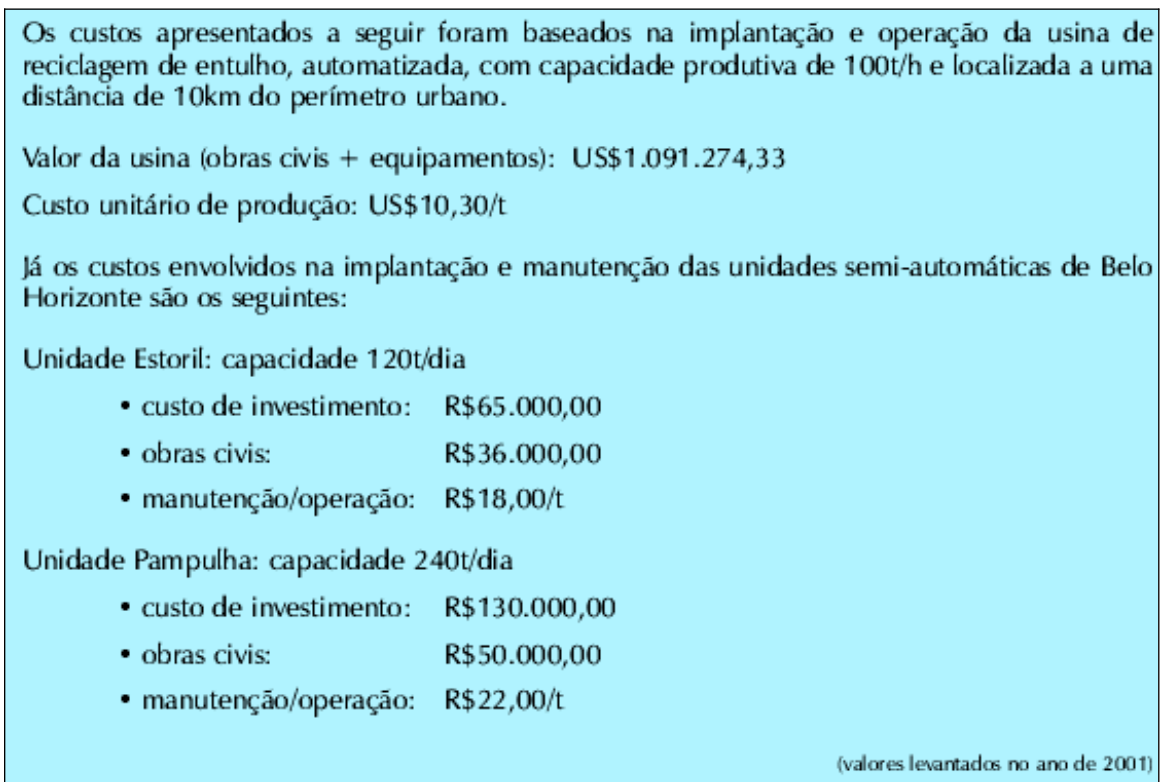 Os custos apresentados a seguir foram baseados na implantação e operação da usina de
reciclagem de entulho, automatizada, com capacidade produtiva de 100t/h e localizada a uma
distância de 10km do perímetro urbano.
Valor da usina (obras civis + equipamentos): US$1.091.274,33
Custo unitário de produção: US$10,30/t
Já os custos envolvidos na implantação e manutenção das unidades semi-automáticas de Belo
Horizonte são os seguintes:
Unidade Estoril: capacidade 120t/dia
• custo de investimento: R$65.000,00
• obras civis: R$36.000,00
• manutenção/operação: R$18,00/t
Unidade Pampulha: capacidade 240t/dia
• custo de investimento: R$130.000,00
• obras civis: R$50.000,00
• manutenção/operação: R$22,00/t
(valores levantados no ano de 2001)